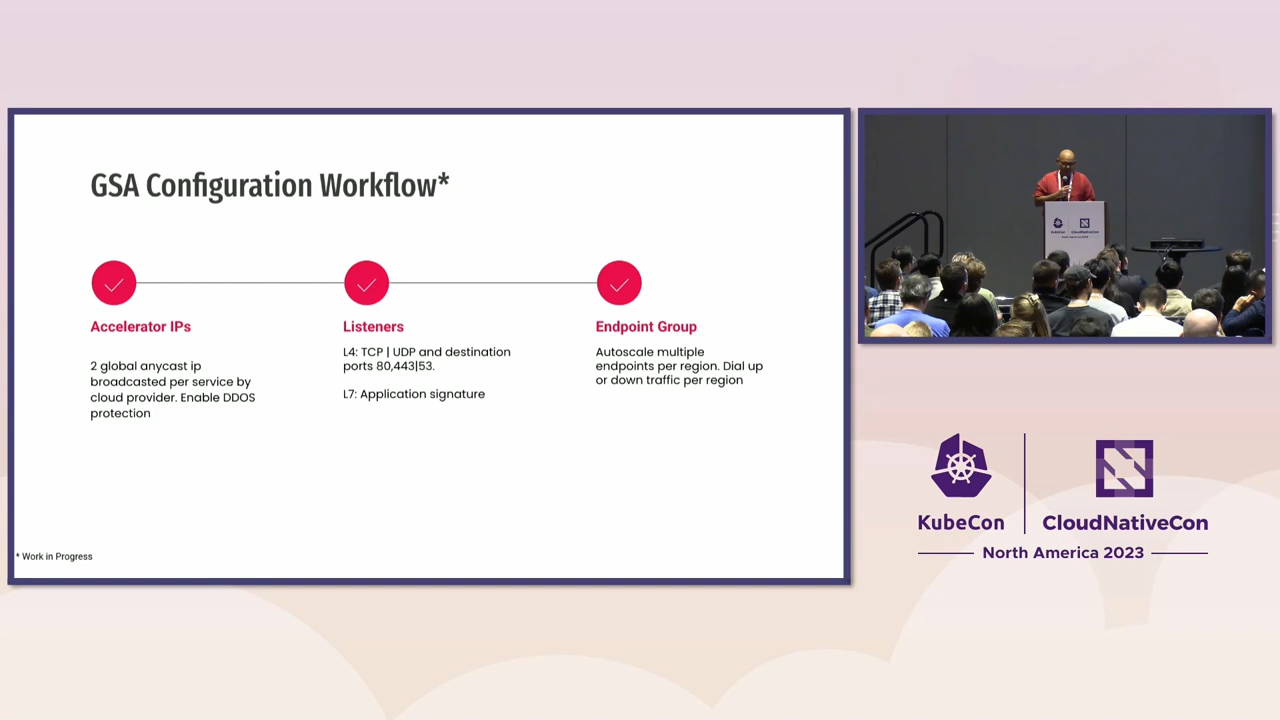 GSA Configuration Workflow*
Accelerator IPs
2 global anycast ip
broadcasted per service by
cloud provider. Enable DDOS
protection
Listeners
L4: TCP | UDP and destination
ports 80,443|53.
L7: Application signature
Endpoint Group
Autoscale multiple
endpoints per region. Dial up
or down traffic per region
* Work in Progress
KubeCon
CloudNativeCon
North America 2023